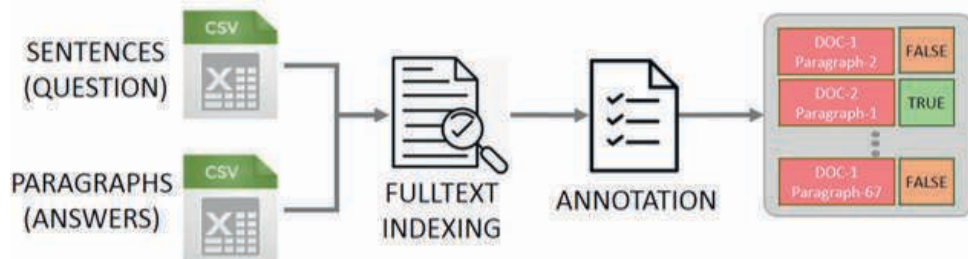 SENTENCES
(QUESTION)
CSV
X
PARAGRAPHS
(ANSWERS)
CSV
X
FULLTEXT
INDEXING
ANNOTATION
DOC-1
Paragraph-2
FALSE
DOC-2
Paragraph-1
TRUE
DOC-1
Paragraph-67
FALSE